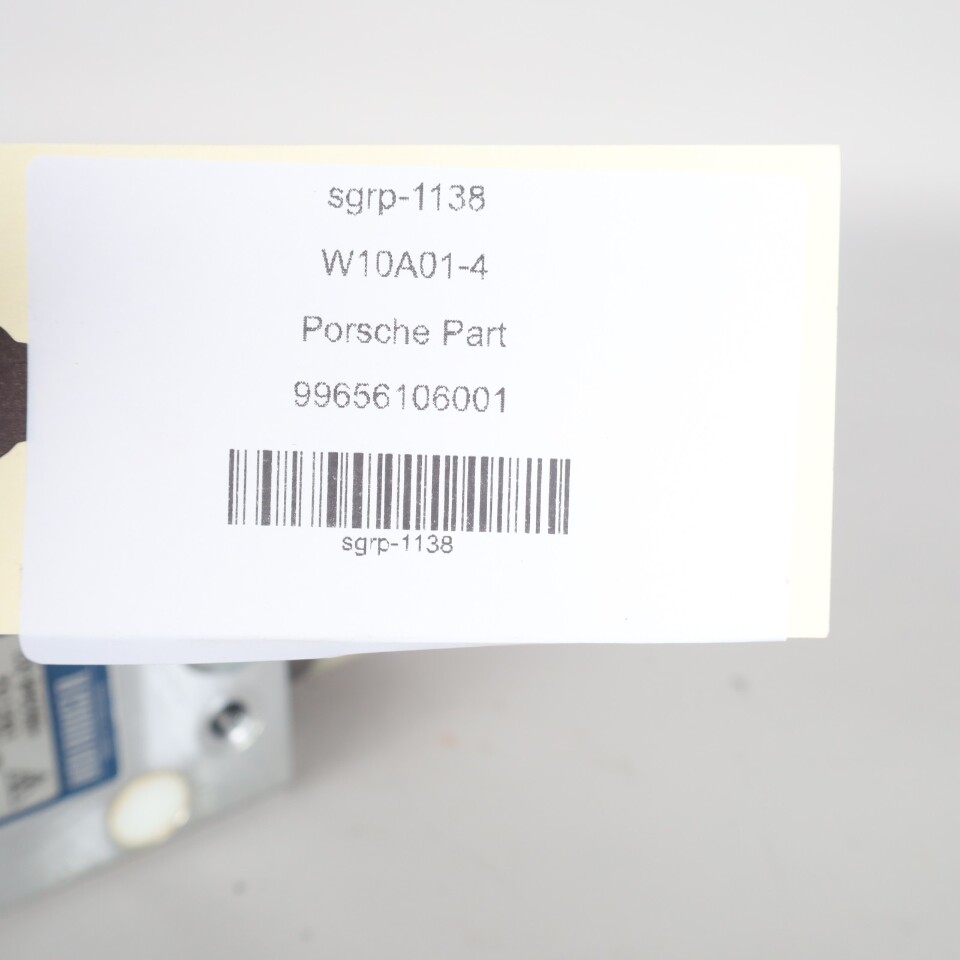 sgrp-1138
W10A01-4
Porsche Part
99656106001
sgrp-1138